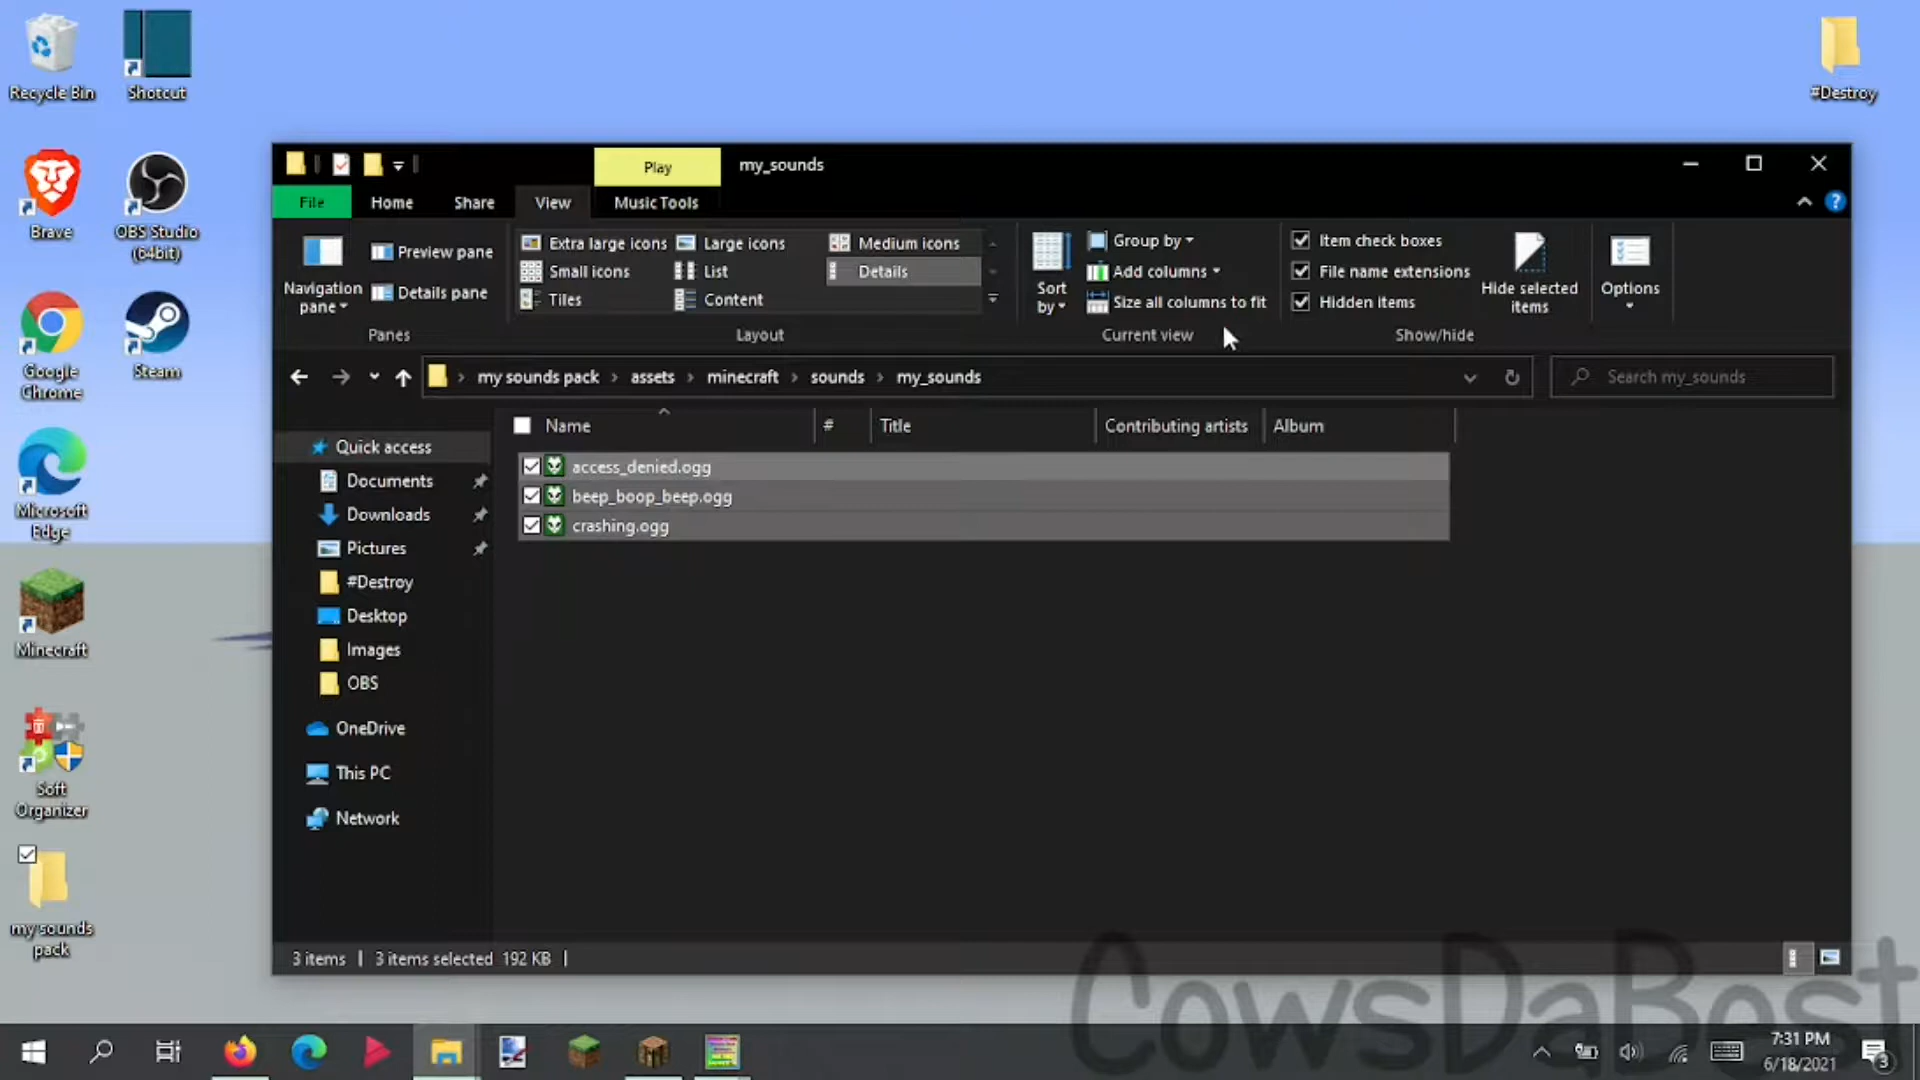 Recycle Bin
Shotcut
#Destroy
Brave
OBS Studio
(64bit)
Google
Chrome
Steam
Microsoft
Edge
Minecraft
Soft
Organizer
my sounds
pack
Play
my_sounds
File
Home
Share
View
Music Tools
Navigation
pane
Preview pane
Details pane
Panes
Extra large icons
Large icons
Medium icons
Small icons
List
Details
Tiles
Content
Layout
Sort
by
Group by
Add columns
Size all columns to fit
Current view
Item check boxes
File name extensions
Hidden items
Hide selected
items
Show/hide
Options
my sounds pack
assets
minecraft
sounds
my_sounds
Search my_sounds
Quick access
Documents
Downloads
Pictures
#Destroy
Desktop
Images
OBS
OneDrive
This PC
Network
Name
#
Title
Contributing artists
Album
access_denied.ogg
beep_boop_beep.ogg
crashing.ogg
3 items
3 items selected 192 KB
CowsDaBest
7:31 PM
6/18/2021
3